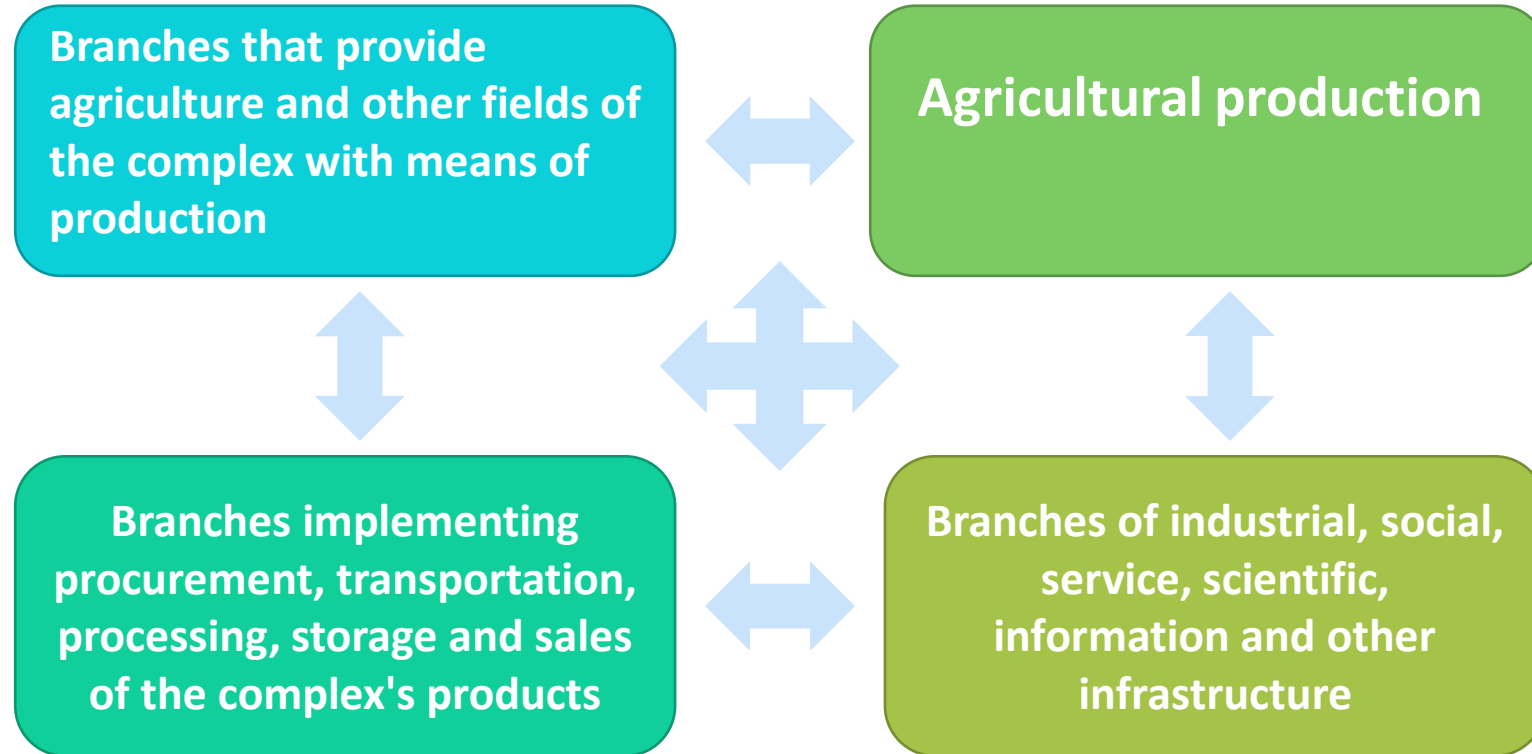 Branches that provide
agriculture and other fields of
the complex with means of
production
Agricultural production
Branches implementing
procurement, transportation,
processing, storage and sales
of the complex's products
Branches of industrial, social,
service, scientific,
information and other
infrastructure